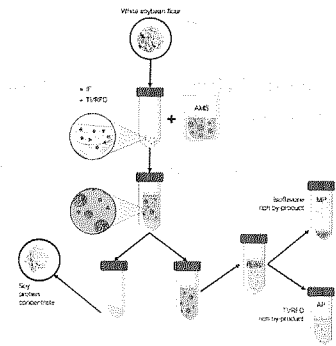 White soybean flour
IF
TI/RFO
AMS
Isoflavone
rich by-product
MP
Soy
protein
concentrate
TI/RFO
rich by-product
AP